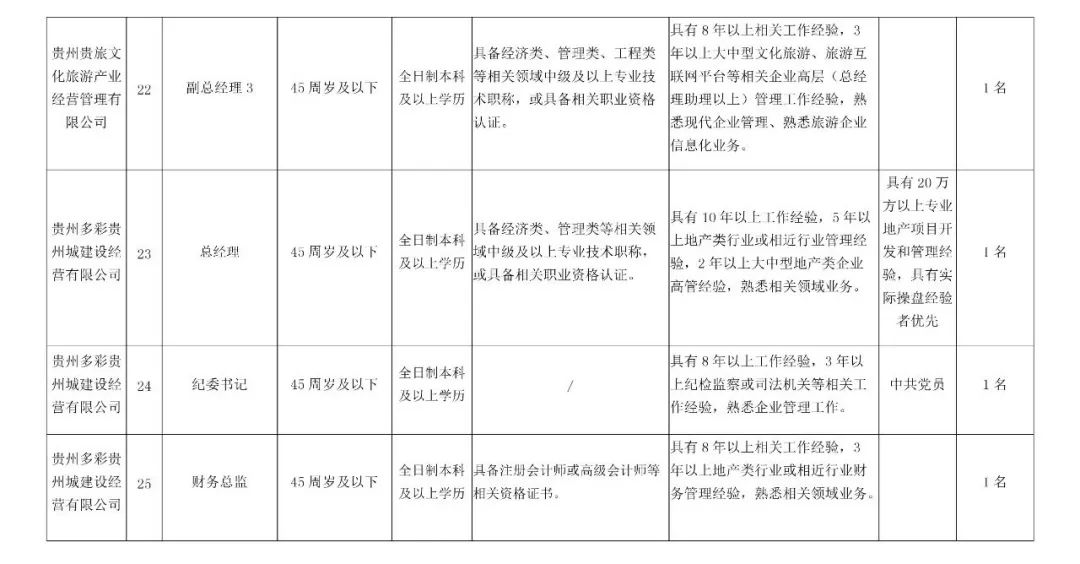 贵州贵旅文
化旅游产业
经营管理有
限公司
22
副总经理 3
45 周岁及以下
全日制本科
及以上学历
具备经济类、管理类、工程类
等相关领域中级及以上专业技
术职称，或具备相关职业资格
认证。
具有 8 年以上相关工作经验，3
年以上大中型文化旅游、旅游互
联网平台等相关企业高层（总经
理助理以上）管理工作经验，熟
悉现代企业管理、熟悉旅游企业
信息化业务。
1 名
贵州多彩贵
州城建设经
营有限公司
23
总经理
45 周岁及以下
全日制本科
及以上学历
具备经济类、管理类等相关领
域中级及以上专业技术职称，
或具备相关职业资格认证。
具有 10 年以上工作经验，5 年以
上地产类行业或相近行业管理经
验，2 年以上大中型地产类企业
高管经验，熟悉相关领域业务。
具有 20 万
方以上专业
地产项目开
发和管理经
验，具有实
际操盘经验
者优先
1 名
贵州多彩贵
州城建设经
营有限公司
24
纪委书记
45 周岁及以下
全日制本科
及以上学历
/
具有 8 年以上工作经验，3 年以
上纪检监察或司法机关等相关工
作经验，熟悉企业管理工作。
中共党员
1 名
贵州多彩贵
州城建设经
营有限公司
25
财务总监
45 周岁及以下
全日制本科
及以上学历
具备注册会计师或高级会计师等
相关资格证书。
具有 8 年以上相关工作经验，3
年以上地产类行业或相近行业财
务管理经验，熟悉相关领域业务。
1 名